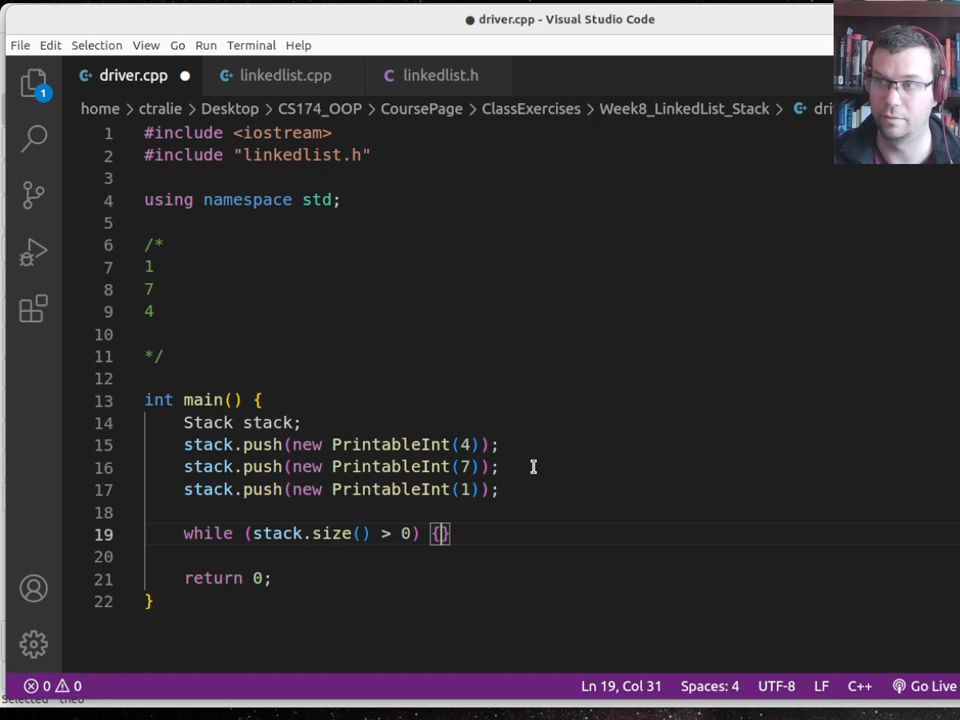 ● driver.cpp - Visual Studio Code
File Edit Selection View Go Run Terminal Help
driver.cpp ● linkedlist.cpp C linkedlist.h
home > ctralie > Desktop > CS174_OOP > CoursePage > ClassExercises > Week8_LinkedList_Stack > dri
1 #include <iostream>
2 #include "linkedlist.h"
3
4 using namespace std;
5
6 /*
7 1
8 7
9 4
10
11 */
12
13 int main() {
14 Stack stack;
15 stack.push(new PrintableInt(4));
16 stack.push(new PrintableInt(7));
17 stack.push(new PrintableInt(1));
18
19 while (stack.size() > 0) {}
20
21 return 0;
22 }
1
0 0 Ln 19, Col 31 Spaces: 4 UTF-8 LF C++ Go Live